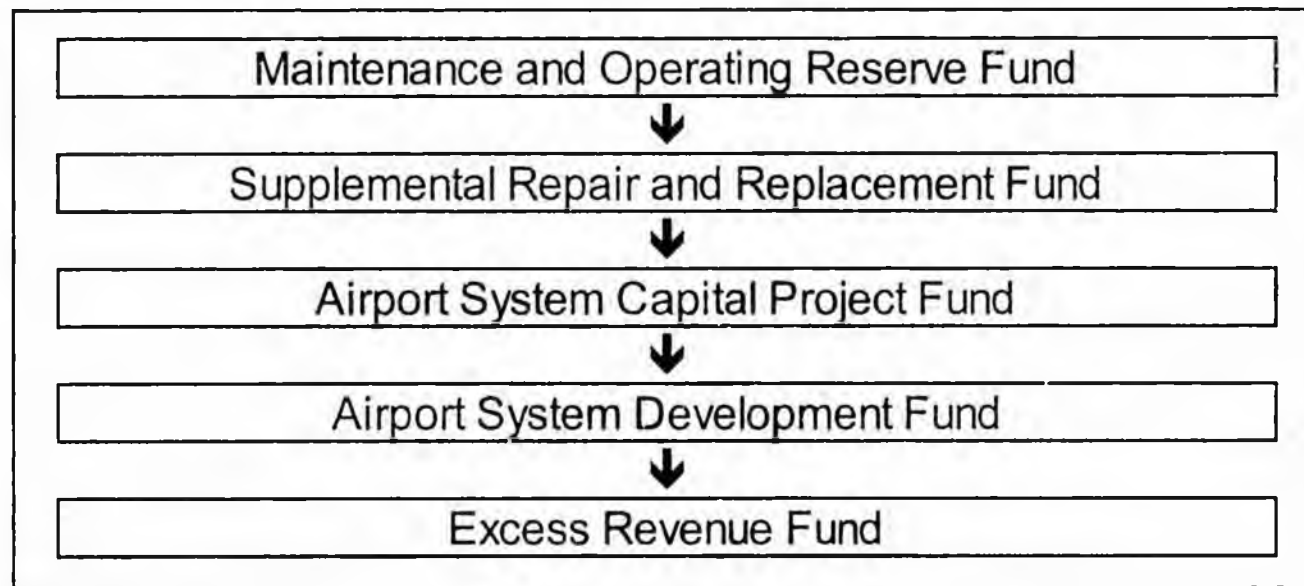 Maintenance and Operating Reserve Fund
Supplemental Repair and Replacement Fund
Airport System Capital Project Fund
Airport System Development Fund
Excess Revenue Fund